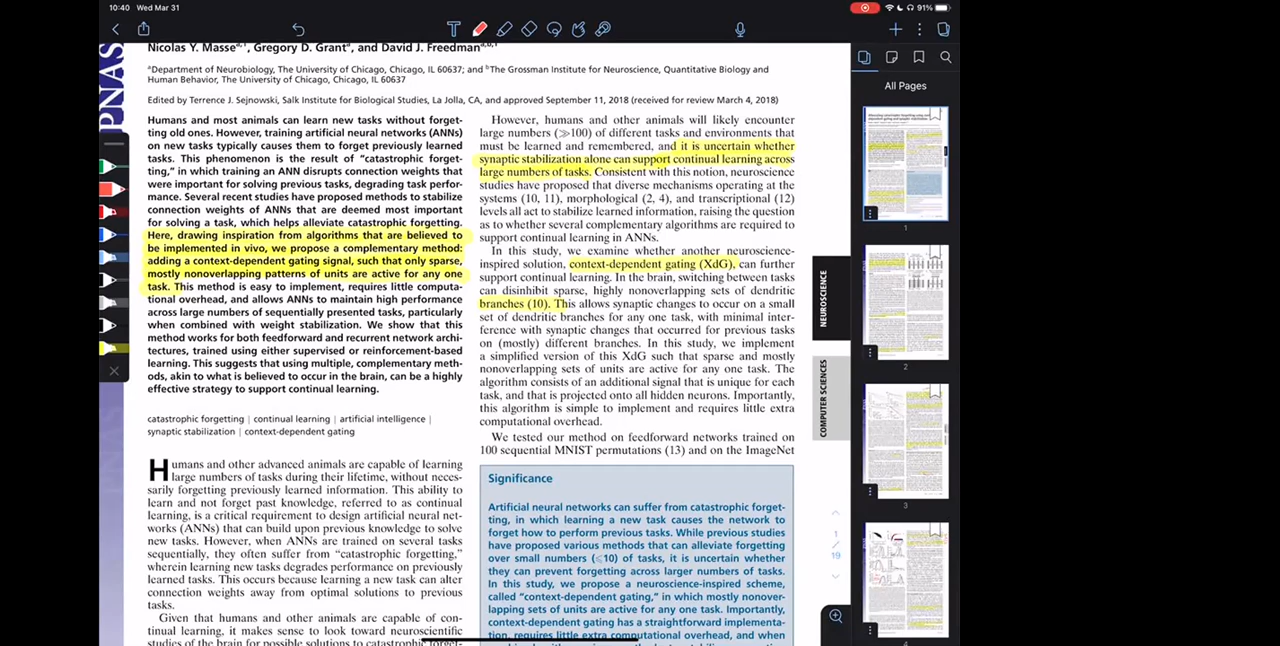 10:40 Wed Mar 31
91%
PNAS
Nicolas Y. Masse, Gregory D. Grant, and David J. Freedman
aDepartment of Neurobiology, The University of Chicago, Chicago, IL 60637; and bThe Grossman Institute for Neuroscience, Quantitative Biology and
Human Behavior, The University of Chicago, Chicago, IL 60637
Edited by Terrence J. Sejnowski, Salk Institute for Biological Studies, La Jolla, CA, and approved September 11, 2018 (received for review March 4, 2018)
Humans and most animals can learn new tasks without forget-
ting old ones. However, training artificial neural networks (ANNs)
on new tasks typically causes them to forget previously learned
tasks. This phenomenon is the result of “catastrophic forget-
ting,” in which training an ANN disrupts connection weights that
were important for solving previous tasks, degrading task perfor-
mance. Several recent studies have proposed methods to stabilize
connection weights of ANNs that are deemed most important
for solving a task, which helps alleviate catastrophic forgetting.
Here, drawing inspiration from algorithms that are believed to
be implemented in vivo, we propose a complementary method:
adding a context-dependent gating signal, such that only sparse,
mostly nonoverlapping patterns of units are active for any one
task. This method is easy to implement, requires little computa-
tional overhead, and allows ANNs to maintain high performance
across large numbers of sequentially presented tasks, particularly
when combined with weight stabilization. We show that this
method works for both feedforward and recurrent network
architectures, trained using either supervised or reinforcement-based
learning. This suggests that using multiple, complementary meth-
ods, akin to what is believed to occur in the brain, can be a highly
effective strategy to support continual learning.
catastrophic forgetting | continual learning | artificial intelligence |
synaptic stabilization | context-dependent gating
Humans and other advanced animals are capable of learning
large numbers of tasks during their lifetime, without neces-
sarily forgetting previously learned information. This ability to
learn and not forget past knowledge, referred to as continual
learning, is a critical requirement to design artificial neural net-
works (ANNs) that can build upon previous knowledge to solve
new tasks. However, when ANNs are trained on several tasks
sequentially, they often suffer from “catastrophic forgetting,”
wherein learning new tasks degrades performance on previously
learned tasks. This occurs because learning a new task can alter
connection weights away from optimal solutions to previous
tasks.
Given that humans and other animals are capable of con-
tinual learning, it makes sense to look toward neuroscientific
However, humans and other animals will likely encounter
large numbers (≫100) of different tasks and environments that
must be learned and remembered, and it is uncertain whether
synaptic stabilization alone can support continual learning across
large numbers of tasks. Consistent with this notion, neuroscience
studies have proposed that diverse mechanisms operating at the
systems (10, 11), morphological (3, 4), and transcriptional (12)
levels all act to stabilize learned information, raising the question
as to whether several complementary algorithms are required to
support continual learning in ANNs.
In this study, we examine whether another neuroscience-
inspired solution, context-dependent gating (XdG), can further
support continual learning. In the brain, switching between tasks
can disinhibit sparse, highly nonoverlapping sets of dendritic
branches (10). This allows synaptic changes to occur on a small
set of dendritic branches for any one task, with minimal inter-
ference with synaptic changes that occurred for previous tasks
on (mostly) different branches. In this study, we implement
a simplified version of this XdG such that sparse and mostly
nonoverlapping sets of units are active for any one task. The
algorithm consists of an additional signal that is unique for each
task, and that is projected onto all hidden neurons. Importantly,
this algorithm is simple to implement and requires little extra
computational overhead.
We tested our method on feedforward networks trained on
100 sequential MNIST permutations (13) and on the ImageNet
Significance
Artificial neural networks can suffer from catastrophic forget-
ting, in which learning a new task causes the network to
forget how to perform previous tasks. While previous studies
have proposed various methods that can alleviate forgetting
over small numbers (⩽10) of tasks, it is uncertain whether
they can prevent forgetting across larger numbers of tasks.
In this study, we propose a neuroscience-inspired scheme,
called “context-dependent gating,” in which mostly nonover-
lapping sets of units are active for any one task. Importantly,
context-dependent gating has a straightforward implementa-
tion, requires little extra computational overhead, and when
NEUROSCIENCE
COMPUTER SCIENCES
1
19
All Pages
1
2
3
4